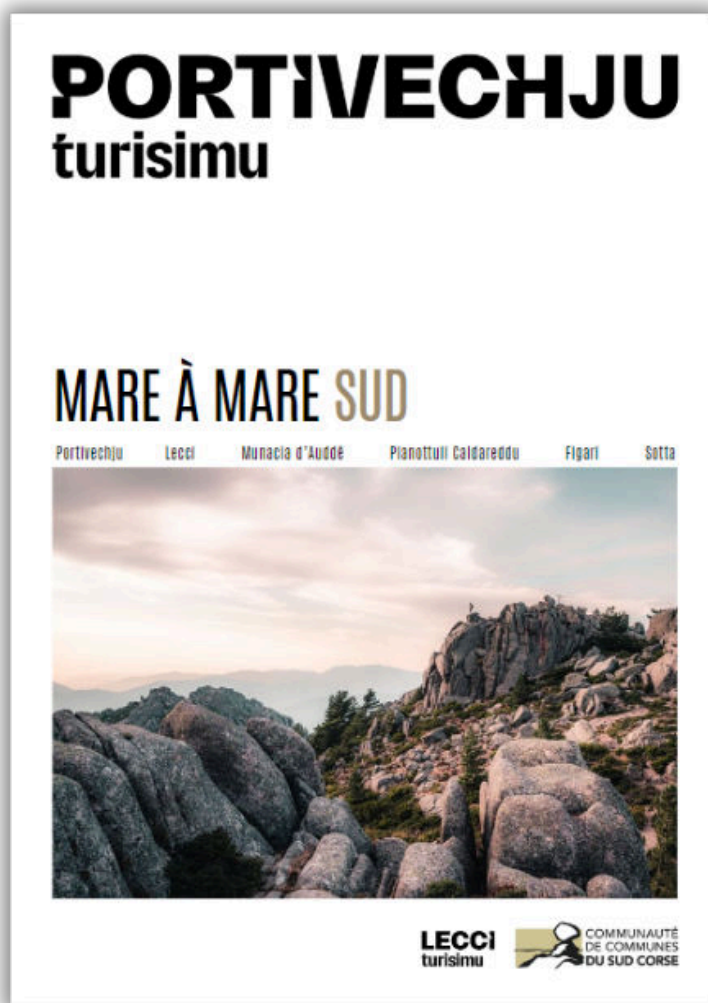 PORTIVECHJU
turisimu
MARE À MARE SUD
Portivechju Lecci Munacia d'Auddè Pianottuli Caldareddu Figari Sotta
LECCI
turisimu
COMMUNAUTÉ
DE COMMUNES
DU SUD CORSE